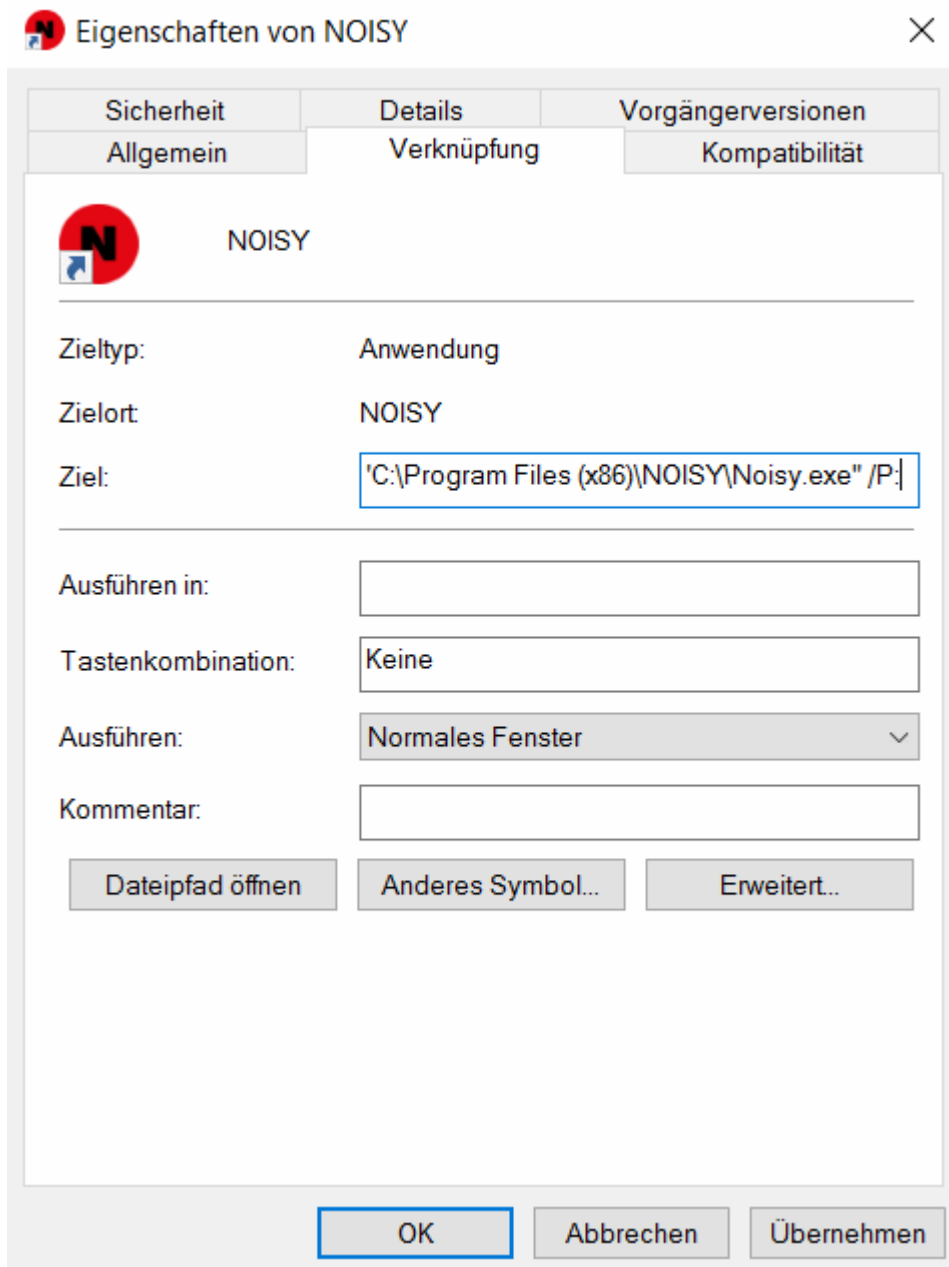 Eigenschaften von NOISY
Sicherheit Details Vorgängerversionen
Allgemein Verknüpfung Kompatibilität
N NOISY
Zieltyp: Anwendung
Zielort: NOISY
Ziel: 'C:\Program Files (x86)\NOISY\Noisy.exe" /P:
Ausführen in:
Tastenkombination: Keine
Ausführen: Normales Fenster
Kommentar:
Dateipfad öffnen Anderes Symbol... Erweitert...
OK Abbrechen Übernehmen